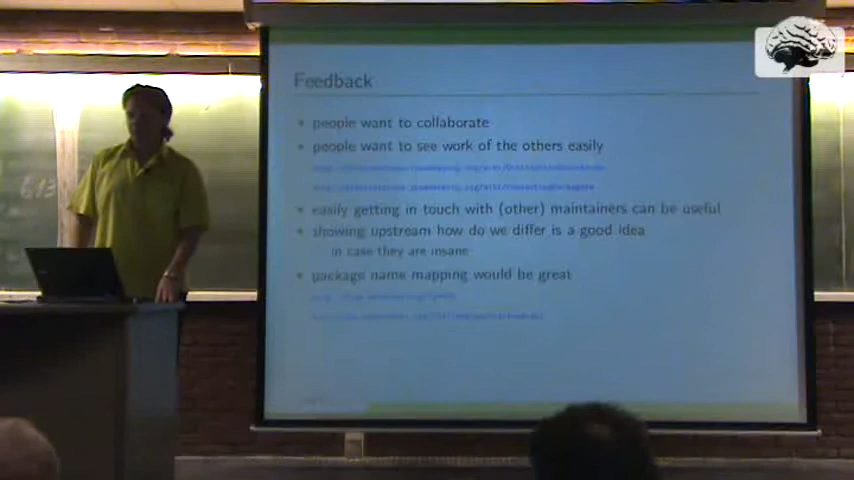 Feedback
people want to collaborate
people want to see work of the others easily
easily getting in touch with (other) maintainers can be useful
showing upstream how do we differ is a good idea
in case they are insane
package name mapping would be great
613